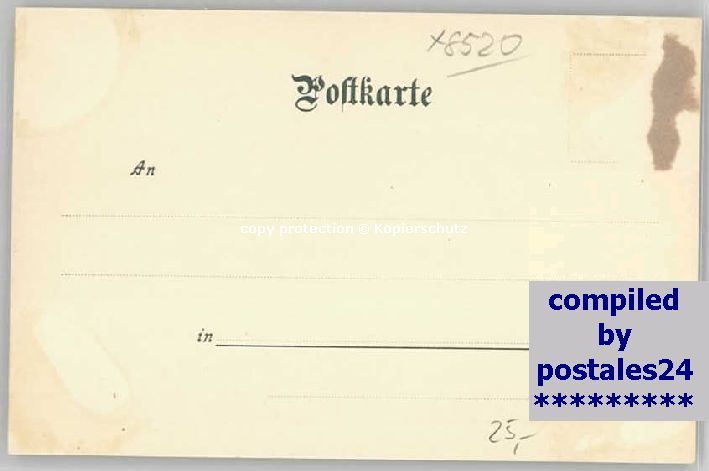 x8520
Postkarte
An
copy protection © Kopierschutz
in
compiled
by
postales24
*********
25,-